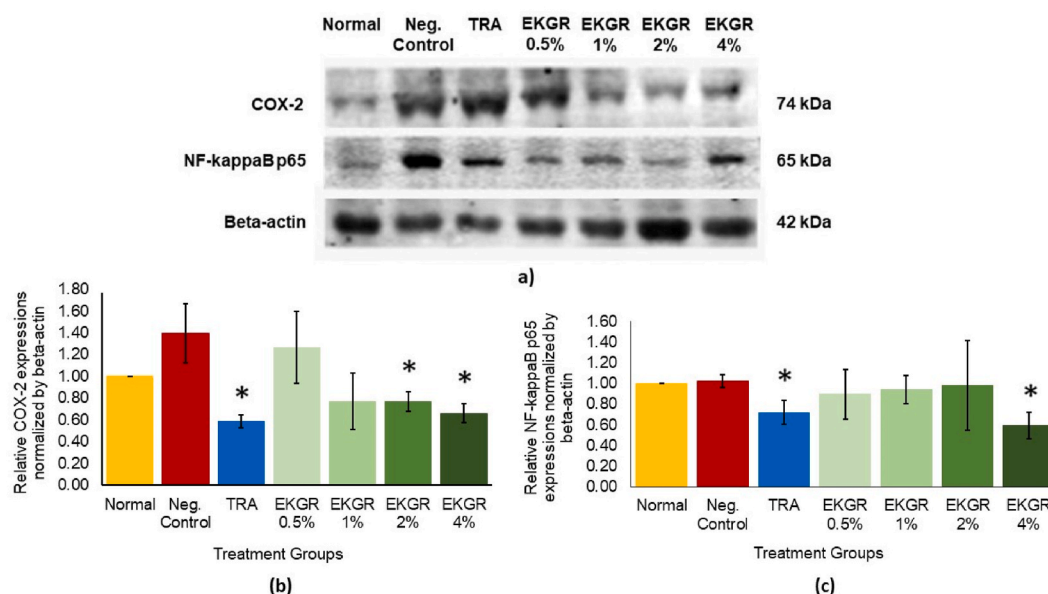 Normal Neg. Control TRA EKGR 0.5% EKGR 1% EKGR 2% EKGR 4%
COX-2 74 kDa
NF-kappaBp65 65 kDa
Beta-actin 42 kDa
a)
b)
Relative COX-2 expressions
normalized by beta-actin
1.80
1.60
1.40
1.20
1.00
0.80
0.60
0.40
0.20
0.00
* * *
Normal Neg. Control TRA EKGR 0.5% EKGR 1% EKGR 2% EKGR 4%
Treatment Groups
(b)
c)
Relative NF-kappaBp65
expressions normalized by
beta-actin
1.60
1.40
1.20
1.00
0.80
0.60
0.40
0.20
0.00
* *
Normal Neg. Control TRA EKGR 0.5% EKGR 1% EKGR 2% EKGR 4%
Treatment Groups
(c)